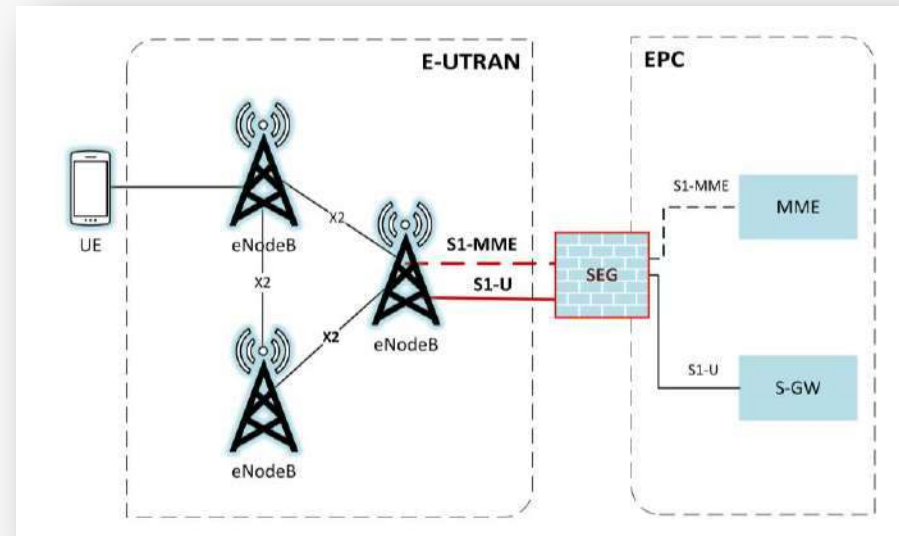 E-UTRAN
EPC
UE
eNodeB
X2
X2
X2
eNodeB
eNodeB
S1-MME
S1-U
SEG
S1-MME
MME
S1-U
S-GW